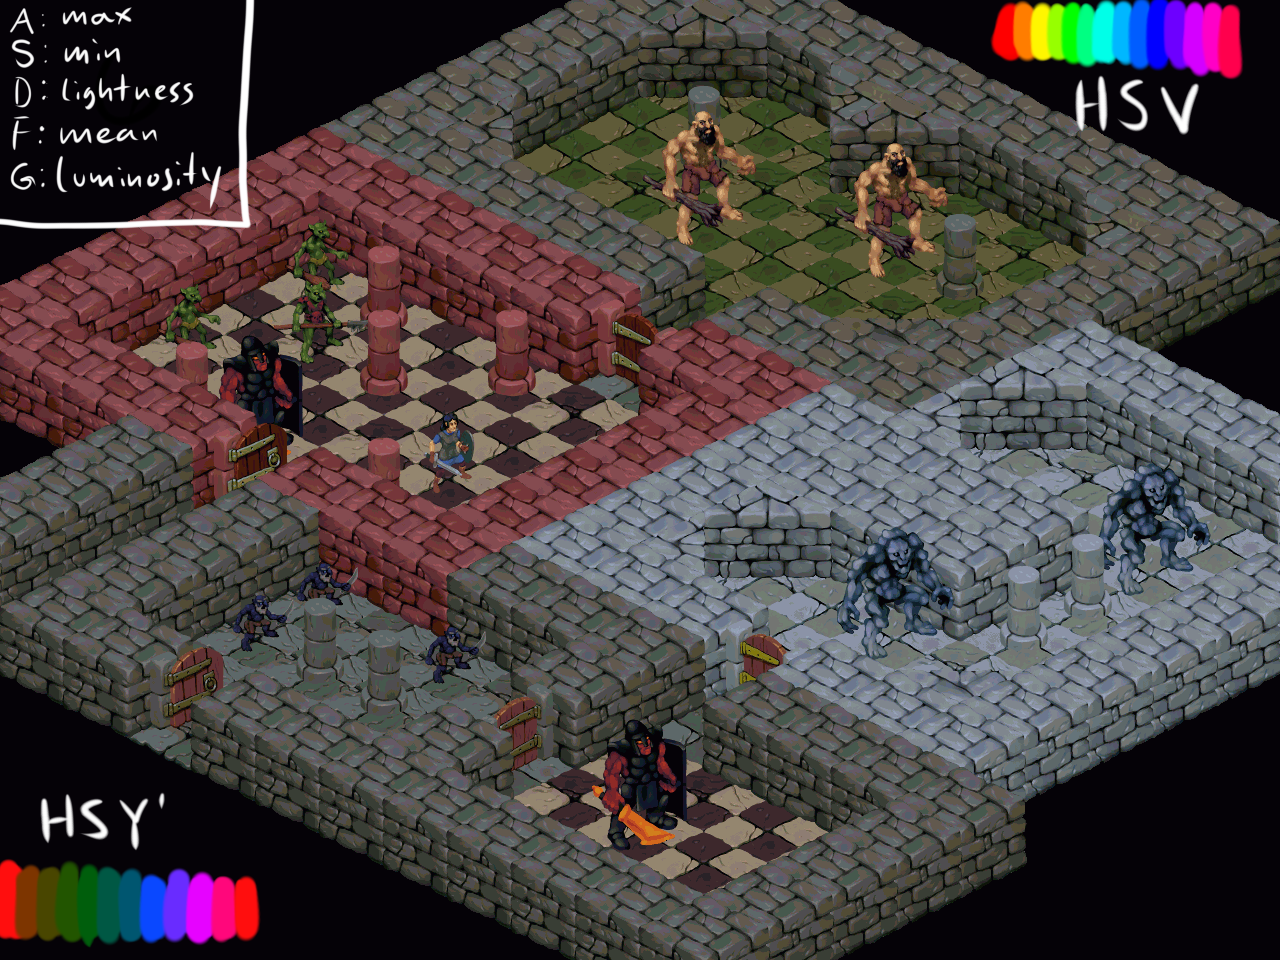 A: max
S: min
D: lightness
F: mean
G: luminosity
HSV
HSY'